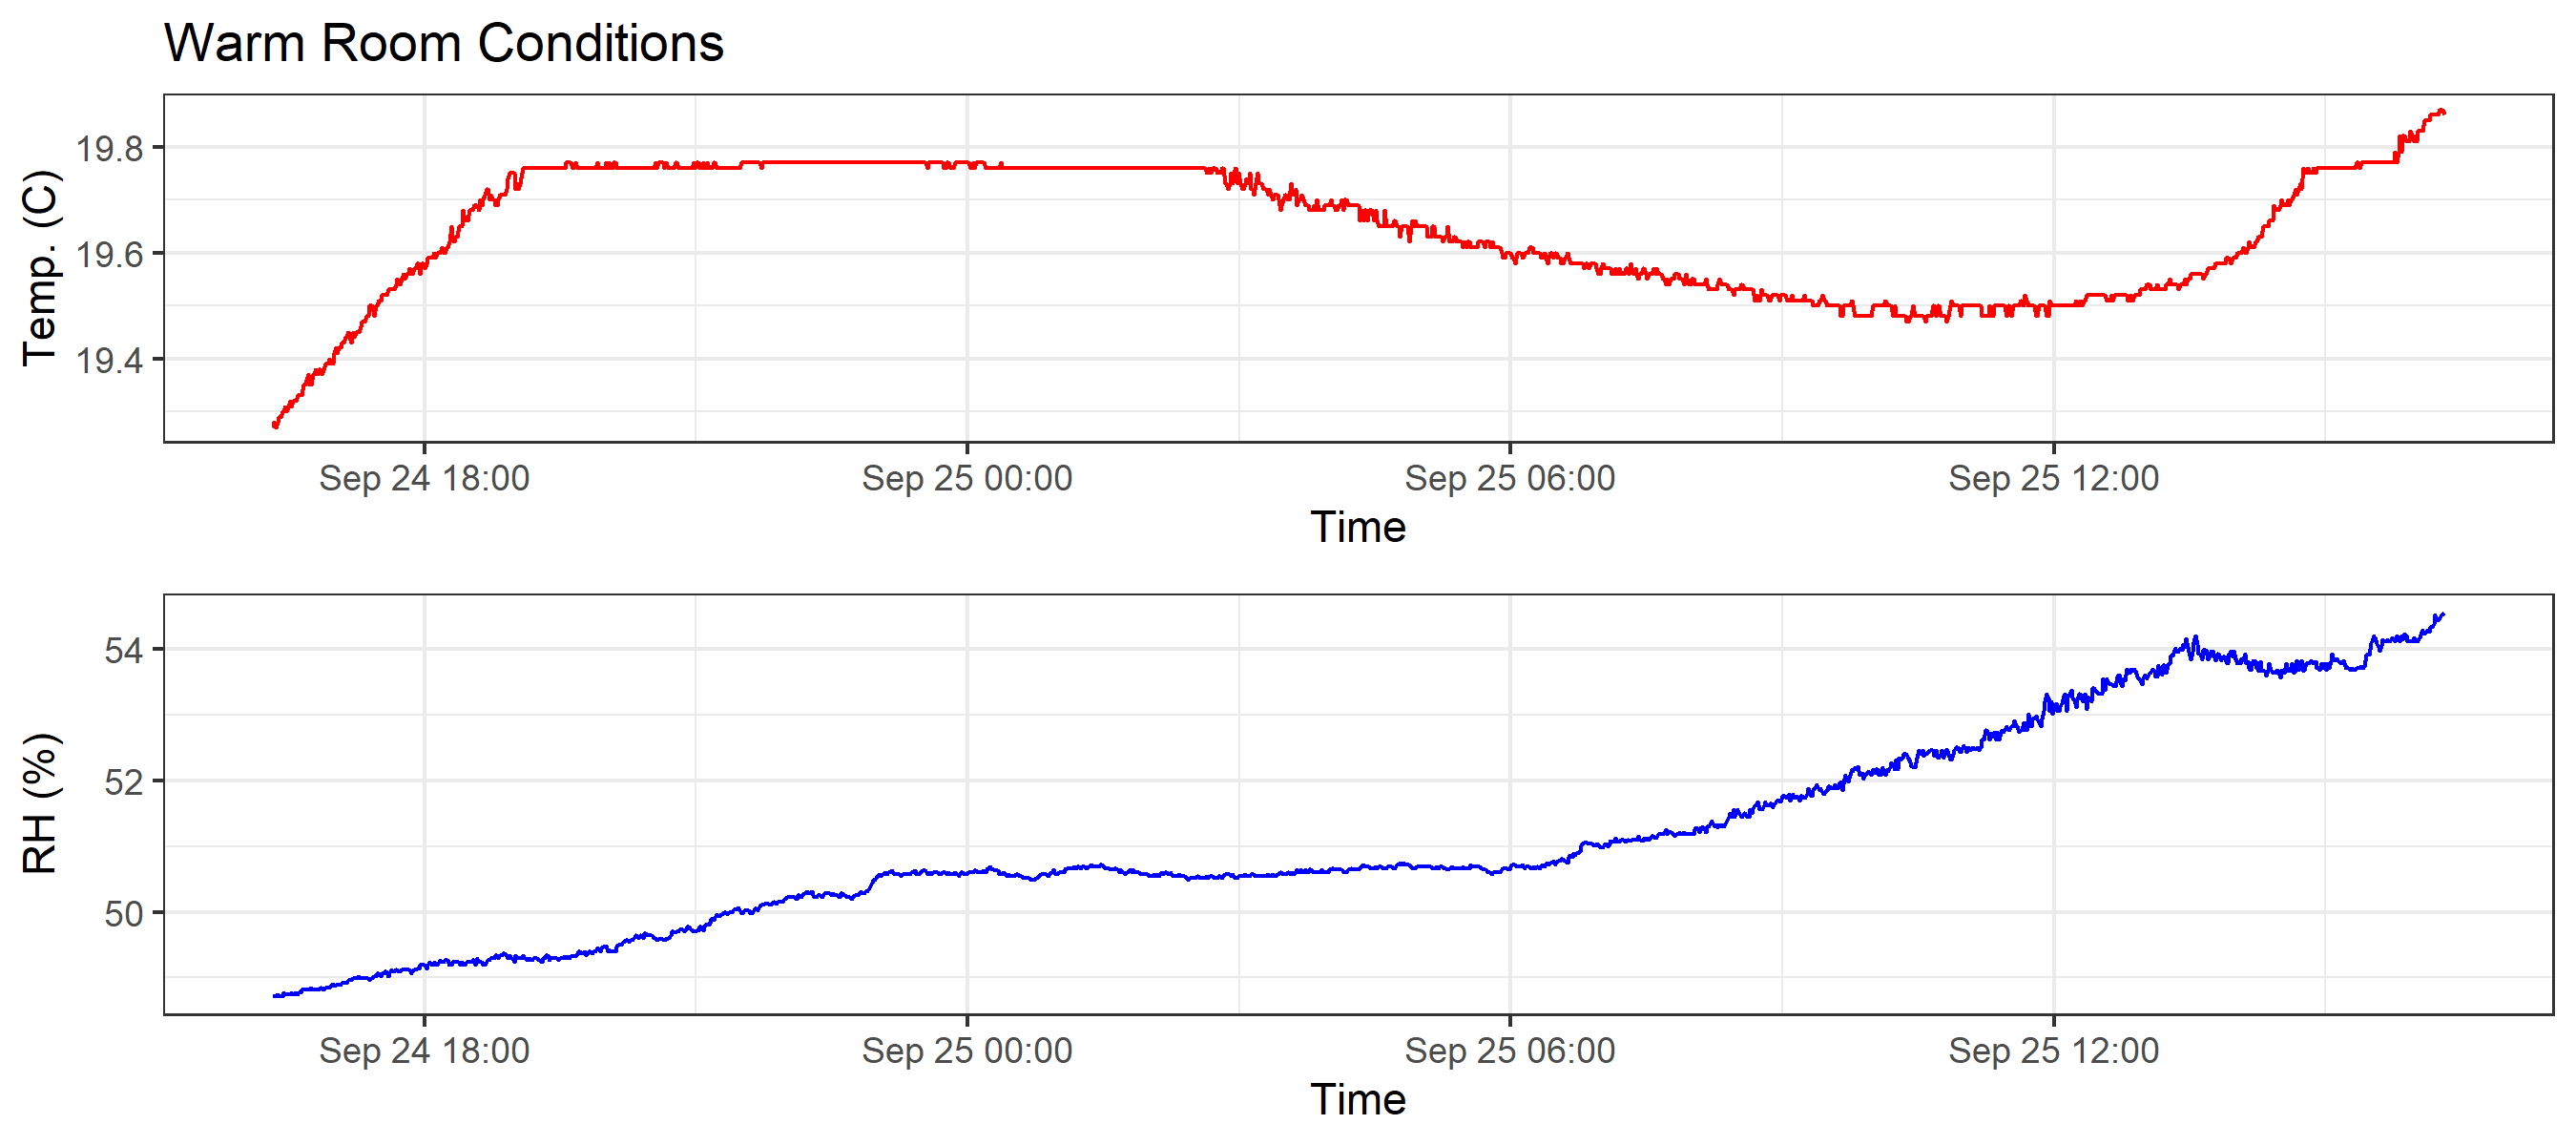 Warm Room Conditions
Temp. (C)
19.8
19.6
19.4
Sep 24 18:00 Sep 25 00:00 Sep 25 06:00 Sep 25 12:00
Time
RH (%)
54
52
50
Sep 24 18:00 Sep 25 00:00 Sep 25 06:00 Sep 25 12:00
Time